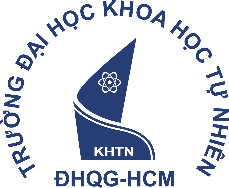 TRƯỜNG ĐẠI HỌC KHOA HỌC TỰ NHIÊN
KHTN
ĐHQG-HCM